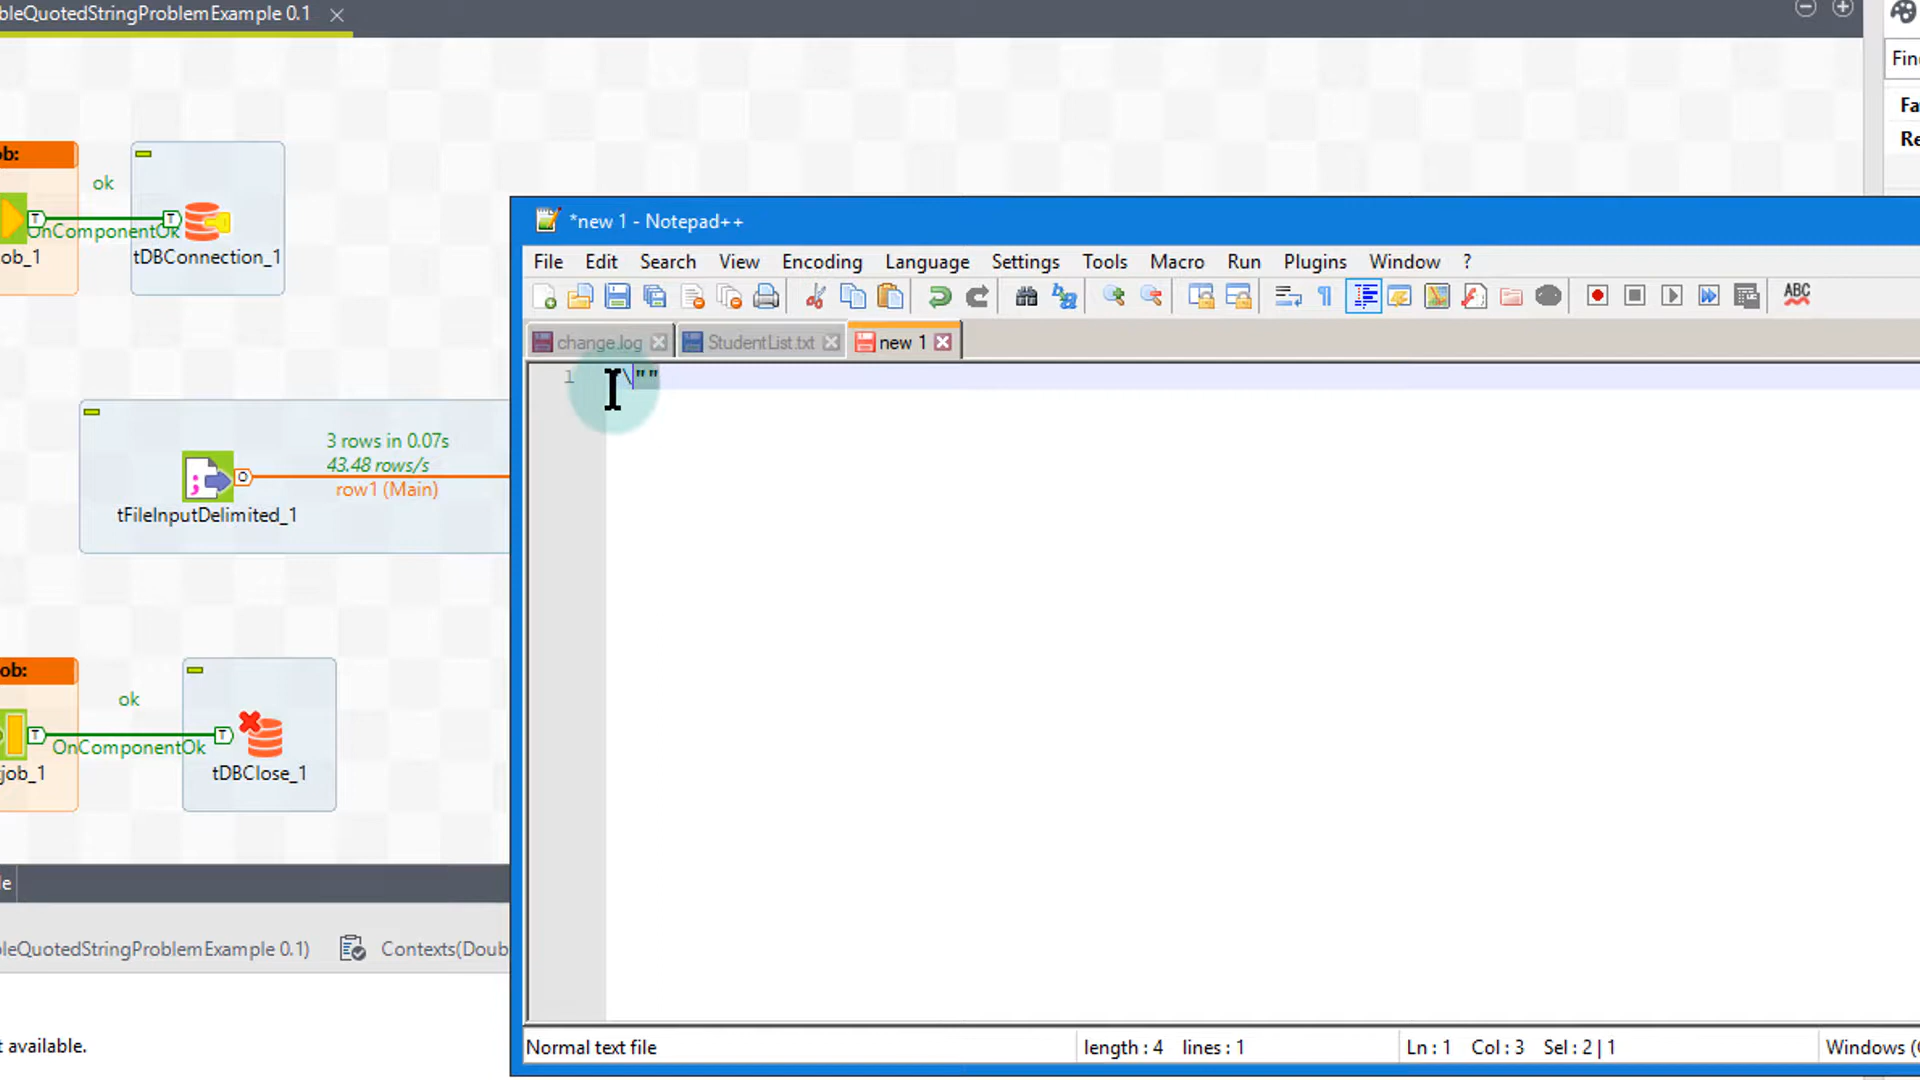 bleQuotedStringProblemExample 0.1
Fin
Fa
Re
ob:
ok
OnComponentOk
ob_1
tDBConnection_1
*new 1 - Notepad++
File Edit Search View Encoding Language Settings Tools Macro Run Plugins Window ?
ABC
change.log StudentList.txt new 1
1 \""
3 rows in 0.07s
43.48 rows/s
row1 (Main)
tFileInputDelimited_1
ob:
ok
OnComponentOk
job_1
tDBClose_1
le
bleQuotedStringProblemExample 0.1) Contexts(Doub
t available.
Normal text file length : 4 lines : 1 Ln : 1 Col : 3 Sel : 2 | 1 Windows (